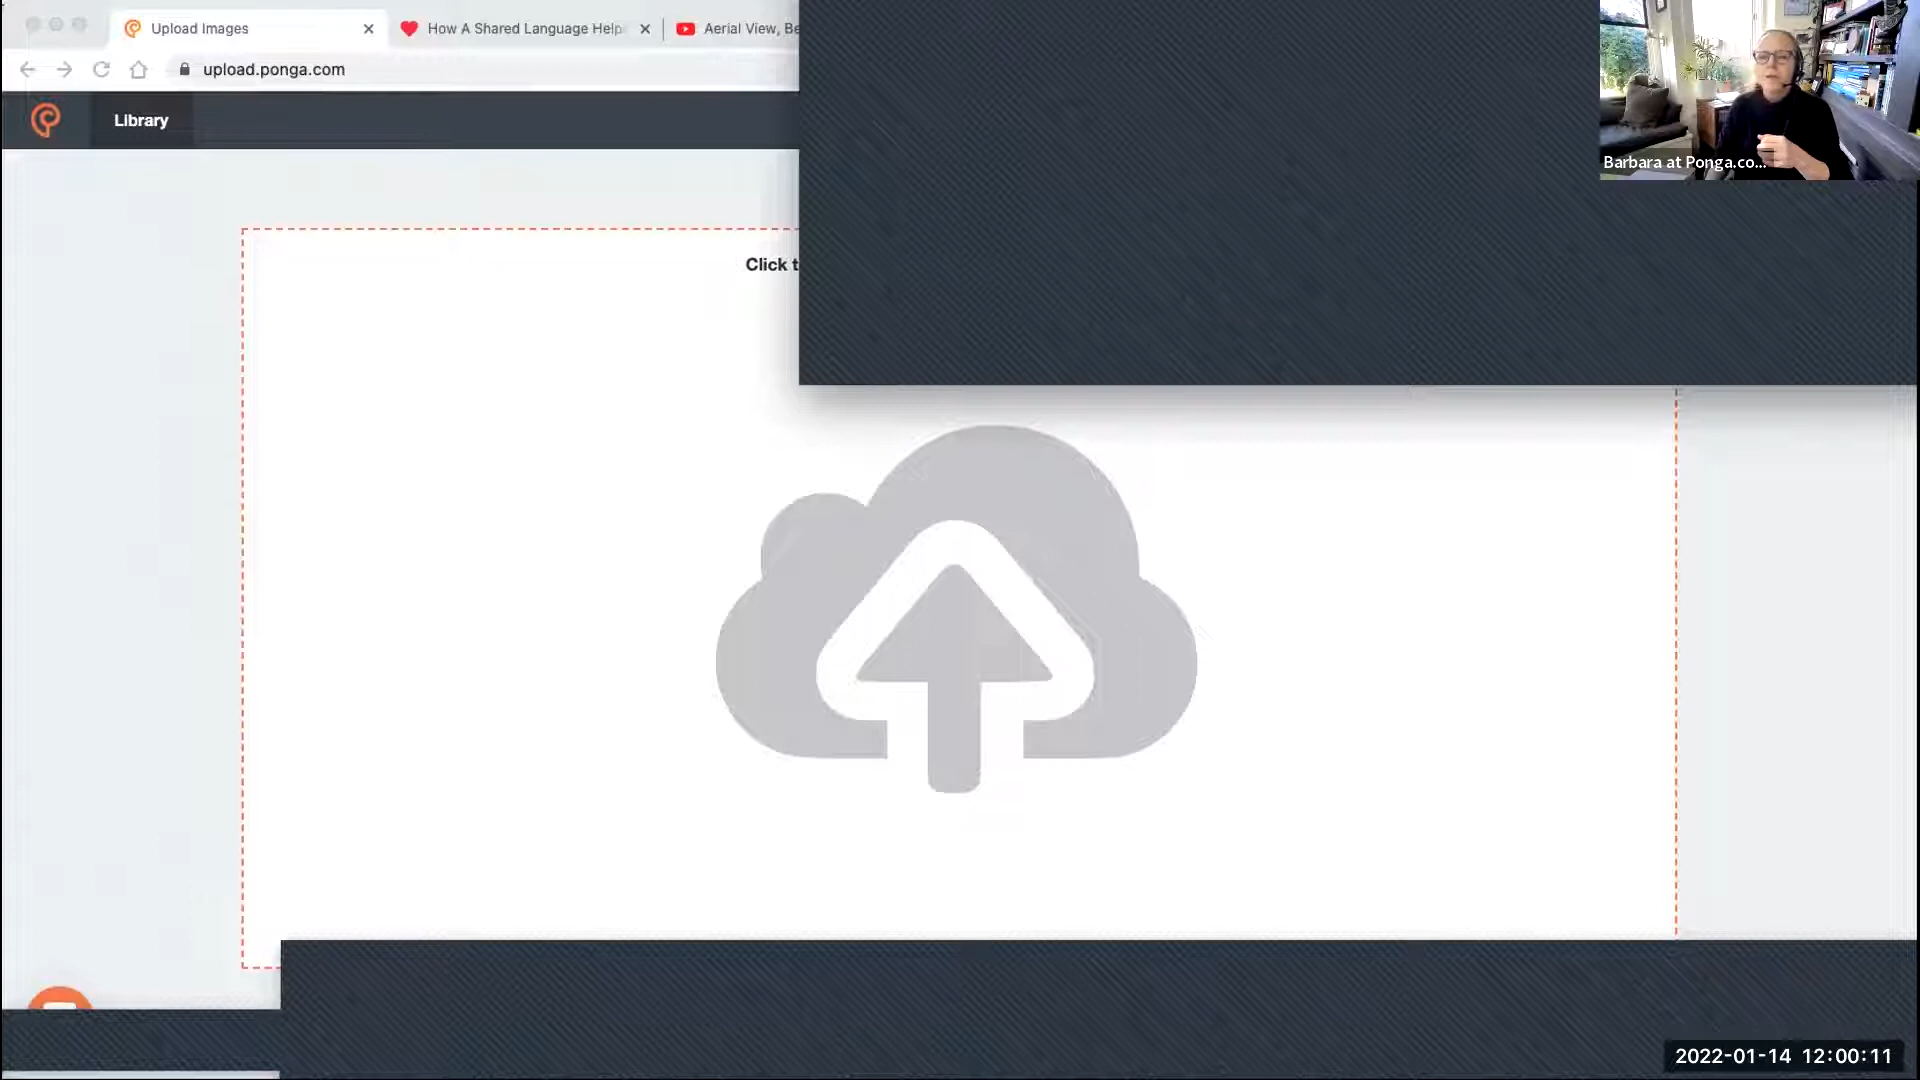 Upload Images
How A Shared Language Help
Aerial View, Be
upload.ponga.com
Library
Click t
Barbara at Ponga.co...
2022-01-14 12:00:11